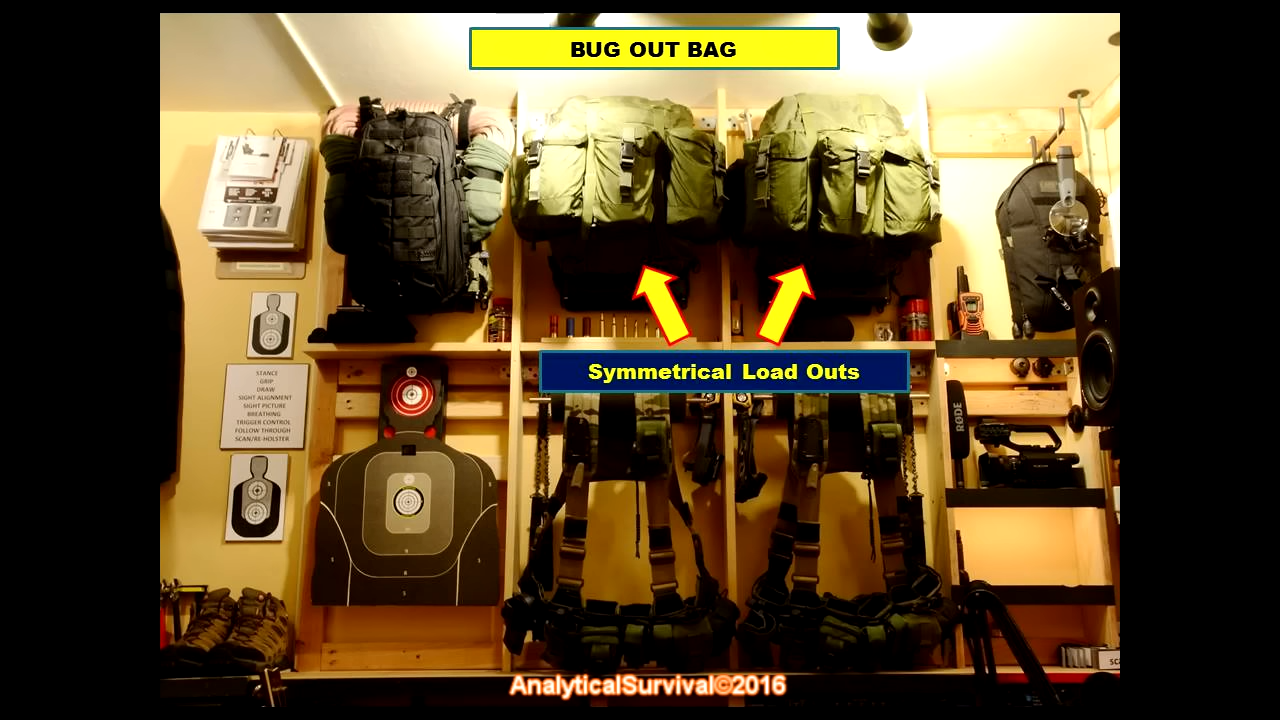 BUG OUT BAG
Symmetrical Load Outs
STANCE
GRIP
DRAW
SIGHT ALIGNMENT
SIGHT PICTURE
BREATHING
TRIGGER CONTROL
FOLLOW THROUGH
SCAN/RE-HOLSTER
RØDE
AnalyticalSurvival©2016